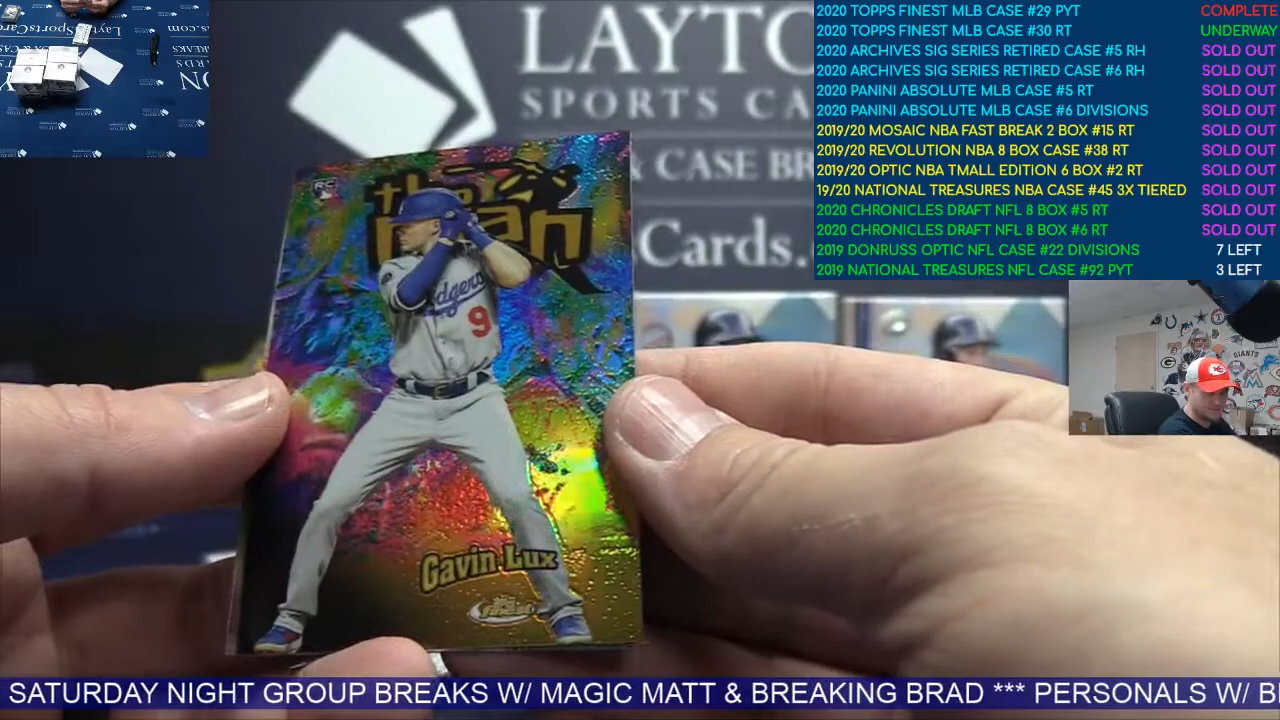 LAYTO
SPORTS CA
& CASE BR
Cards.
2020 TOPPS FINEST MLB CASE #29 PYT COMPLETE
2020 TOPPS FINEST MLB CASE #30 RT UNDERWAY
2020 ARCHIVES SIG SERIES RETIRED CASE #5 RH SOLD OUT
2020 ARCHIVES SIG SERIES RETIRED CASE #6 RH SOLD OUT
2020 PANINI ABSOLUTE MLB CASE #5 RT SOLD OUT
2020 PANINI ABSOLUTE MLB CASE #6 DIVISIONS SOLD OUT
2019/20 MOSAIC NBA FAST BREAK 2 BOX #15 RT SOLD OUT
2019/20 REVOLUTION NBA 8 BOX CASE #38 RT SOLD OUT
2019/20 OPTIC NBA TMALL EDITION 6 BOX #2 RT SOLD OUT
19/20 NATIONAL TREASURES NBA CASE #45 3X TIERED SOLD OUT
2020 CHRONICLES DRAFT NFL 8 BOX #5 RT SOLD OUT
2020 CHRONICLES DRAFT NFL 8 BOX #6 RT SOLD OUT
2019 DONRUSS OPTIC NFL CASE #22 DIVISIONS 7 LEFT
2019 NATIONAL TREASURES NFL CASE #92 PYT 3 LEFT
RC
Dodgers
9
Gavin Lux
Finest
GIANTS
SATURDAY NIGHT GROUP BREAKS W/ MAGIC MATT & BREAKING BRAD *** PERSONALS W/ B